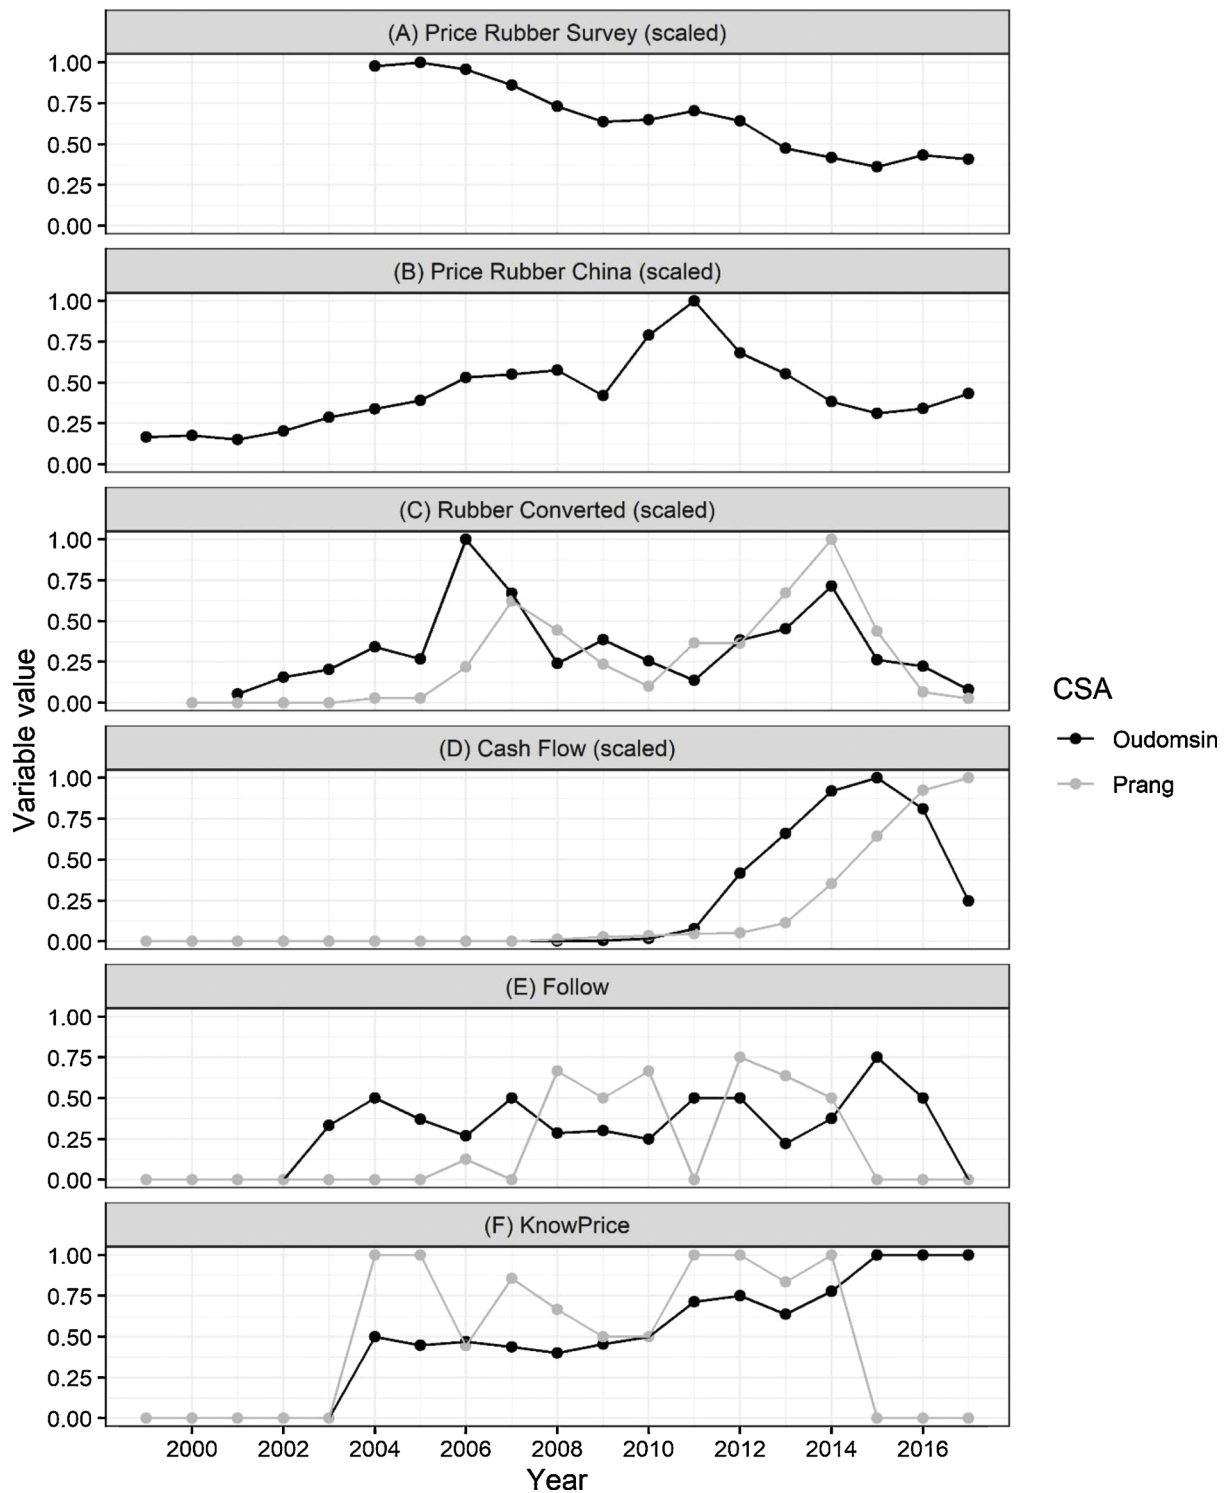 (A) Price Rubber Survey (scaled)
1.00
0.75
0.50
0.25
0.00
(B) Price Rubber China (scaled)
1.00
0.75
0.50
0.25
0.00
(C) Rubber Converted (scaled)
1.00
0.75
0.50
0.25
0.00
(D) Cash Flow (scaled)
1.00
0.75
0.50
0.25
0.00
(E) Follow
1.00
0.75
0.50
0.25
0.00
(F) KnowPrice
1.00
0.75
0.50
0.25
0.00
2000 2002 2004 2006 2008 2010 2012 2014 2016
Year
Variable value
CSA
Oudomsin
Prang